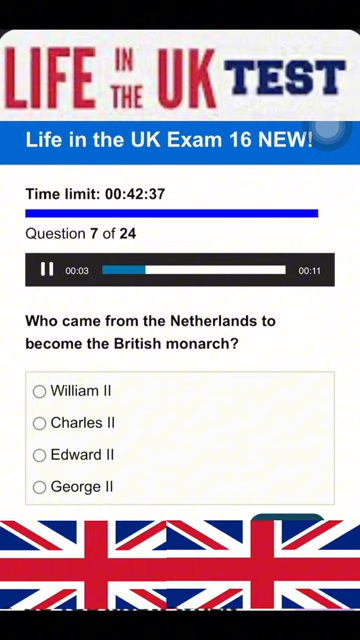 LIFE IN THE UK TEST
Life in the UK Exam 16 NEW!
Time limit: 00:42:37
Question 7 of 24
00:03 00:11
Who came from the Netherlands to
become the British monarch?
William II
Charles II
Edward II
George II